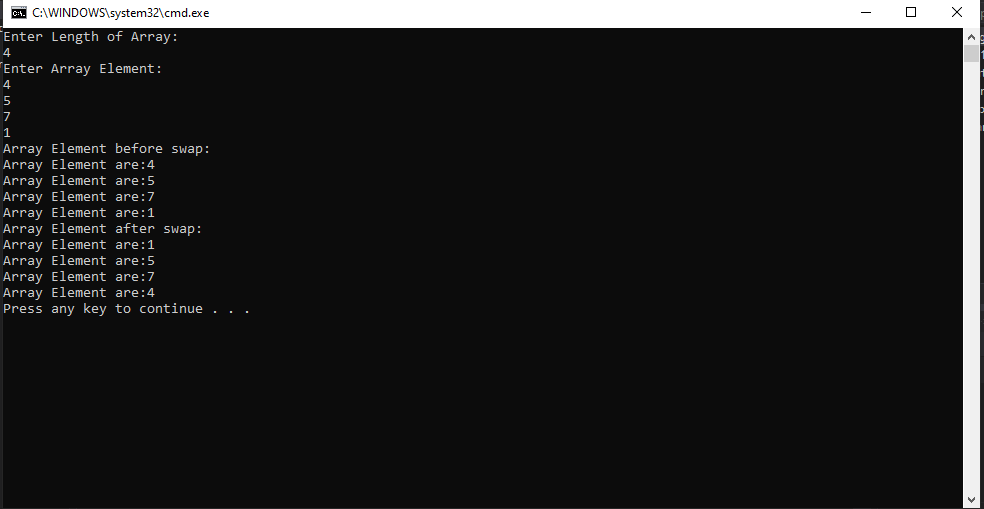 C:\WINDOWS\system32\cmd.exe
Enter Length of Array:
4
Enter Array Element:
4
5
7
1
Array Element before swap:
Array Element are:4
Array Element are:5
Array Element are:7
Array Element are:1
Array Element after swap:
Array Element are:1
Array Element are:5
Array Element are:7
Array Element are:4
Press any key to continue . . .